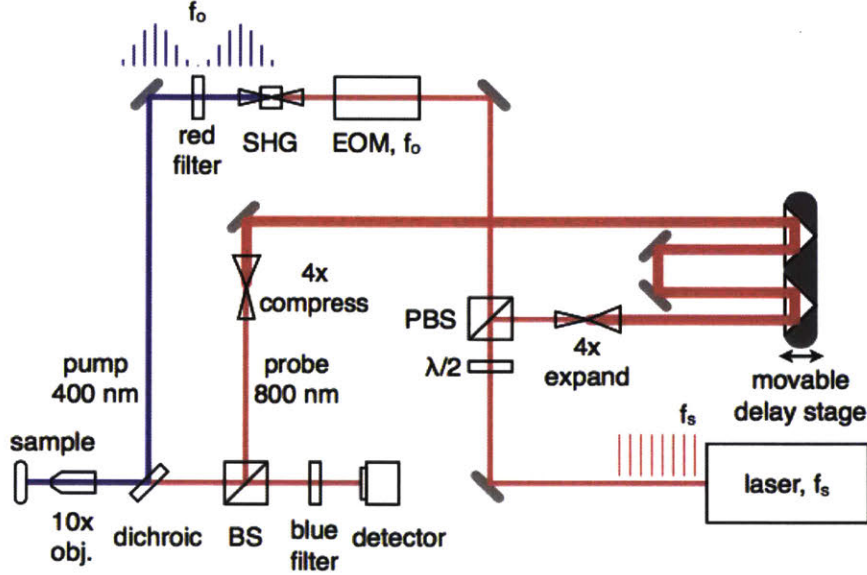 fₒ
red
filter
SHG
EOM, fₒ
4x
compress
PBS
λ/2
4x
expand
movable
delay stage
pump
400 nm
probe
800 nm
fₛ
laser, fₛ
sample
10x
obj.
dichroic
BS
blue
filter
detector